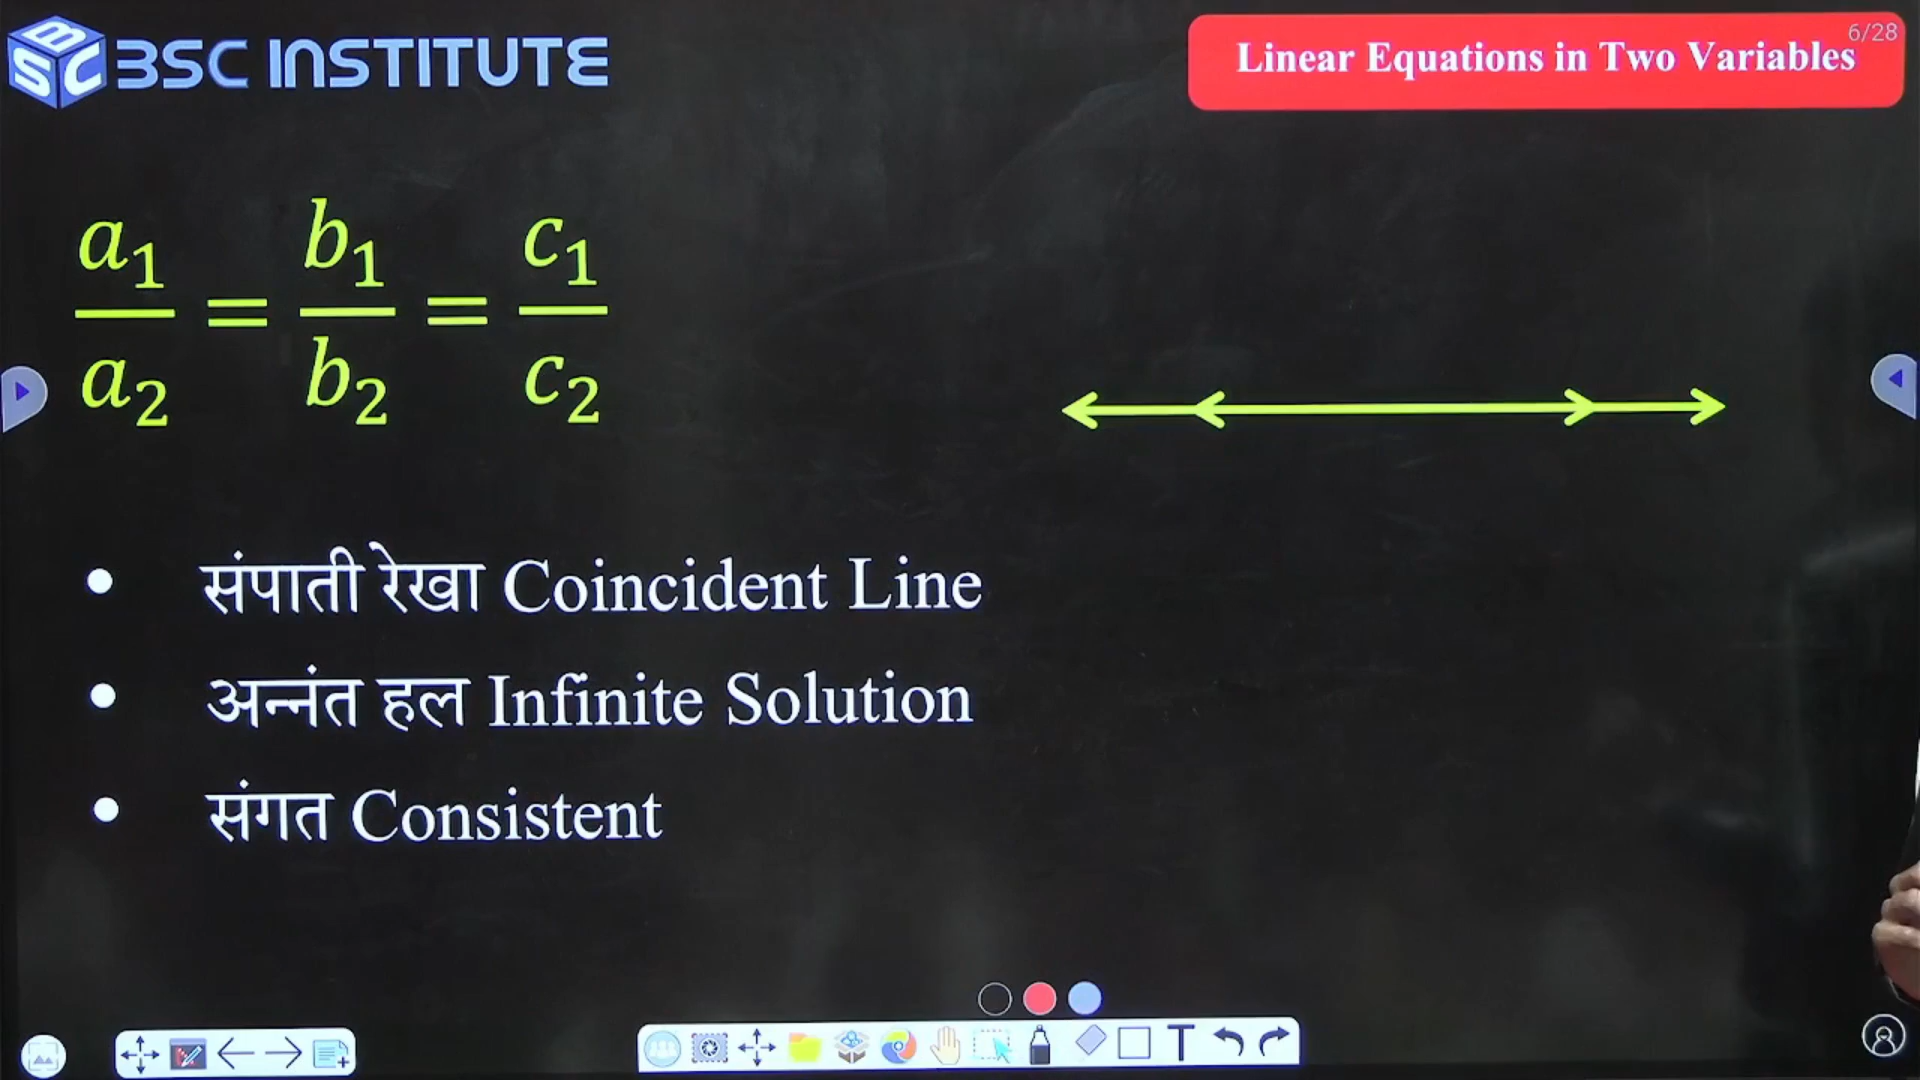 BSC INSTITUTE
6/28
Linear Equations in Two Variables
a₁/a₂ = b₁/b₂ = c₁/c₂
• संपाती रेखा Coincident Line
• अन्नंत हल Infinite Solution
• संगत Consistent
T